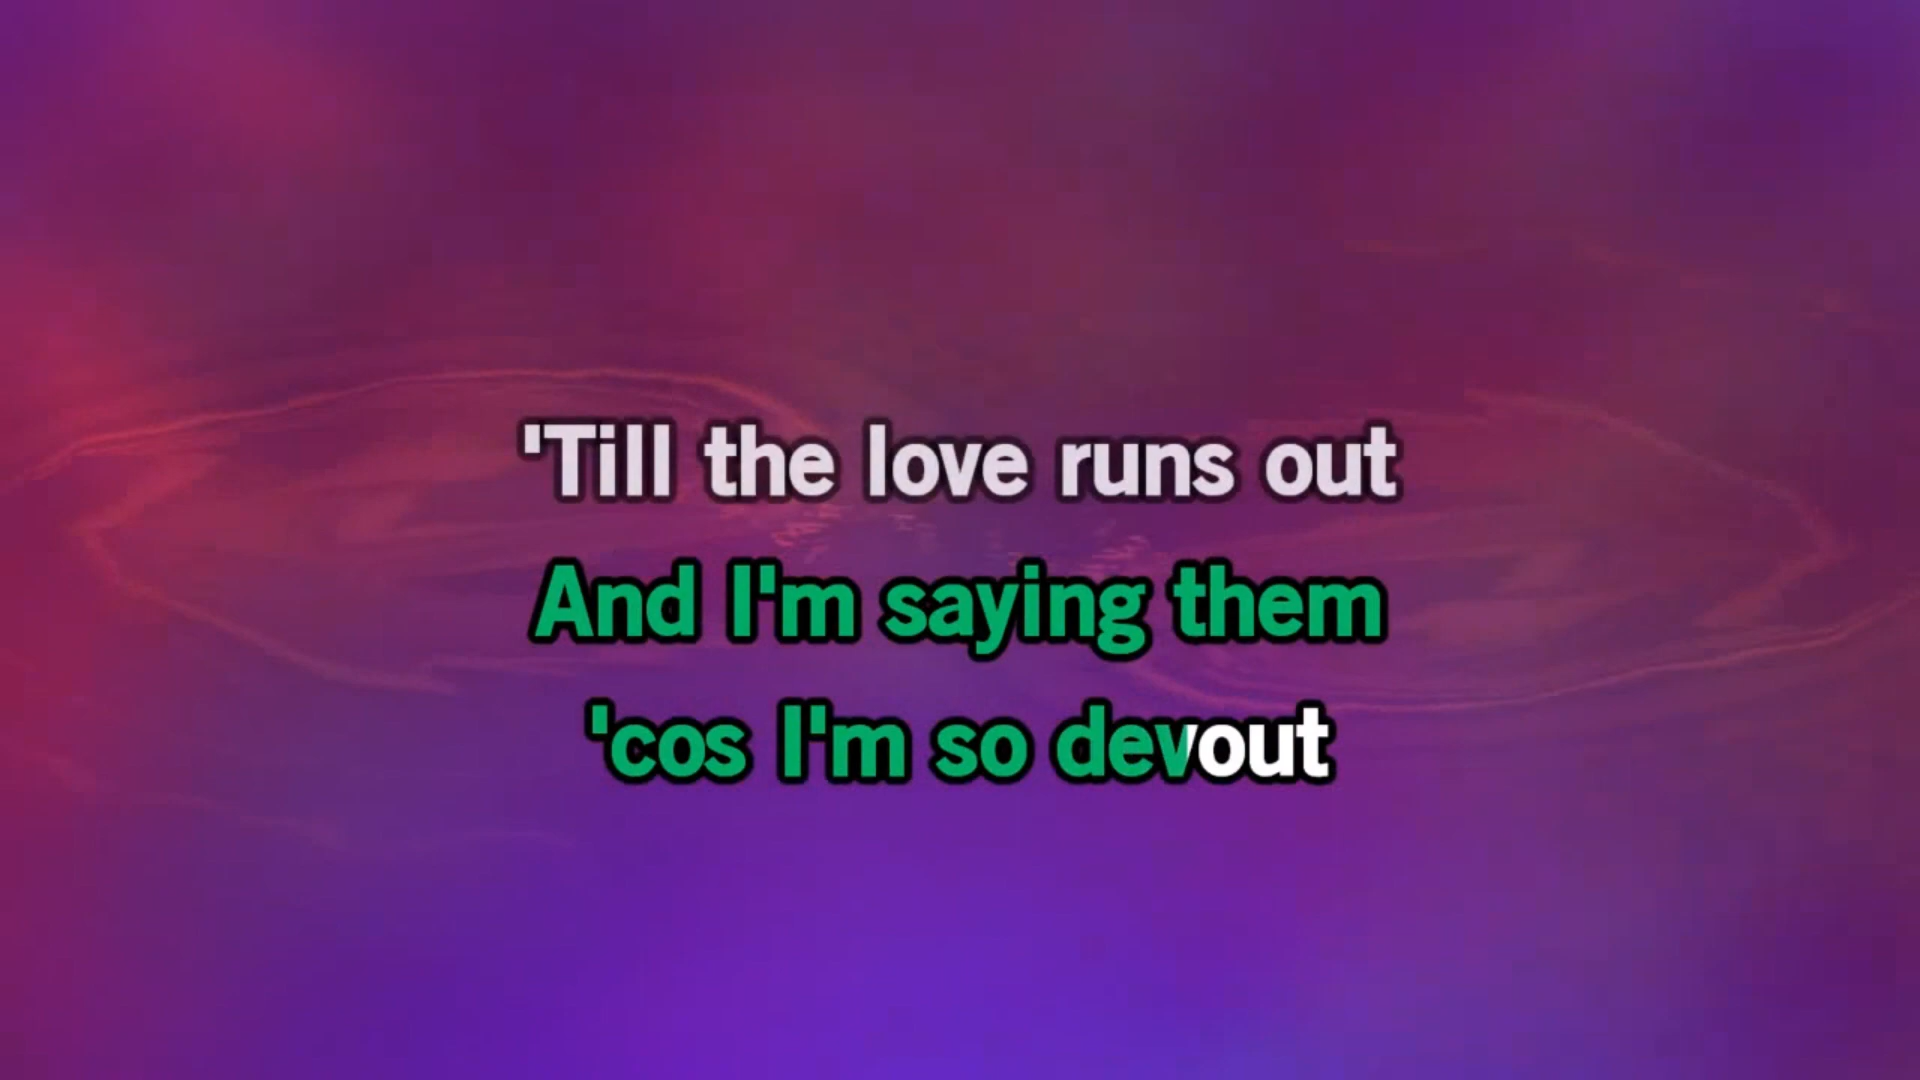 'Till the love runs out
And I'm saying them
'cos I'm so devout